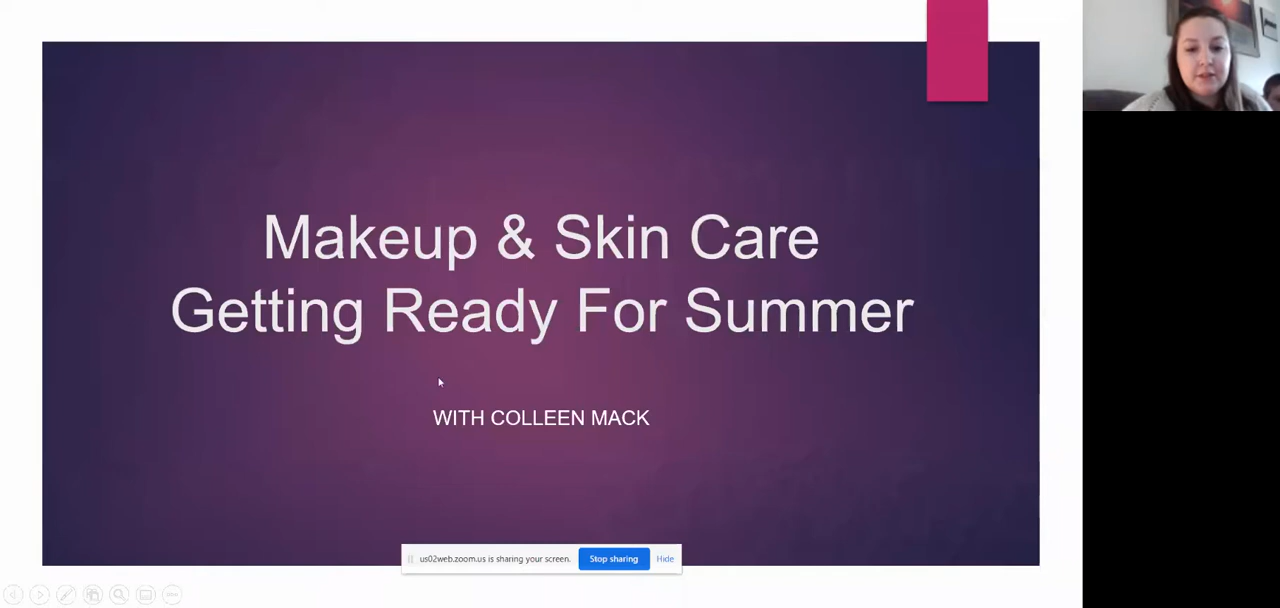 Makeup & Skin Care
Getting Ready For Summer
WITH COLLEEN MACK
us02web.zoom.us is sharing your screen.
Stop sharing
Hide